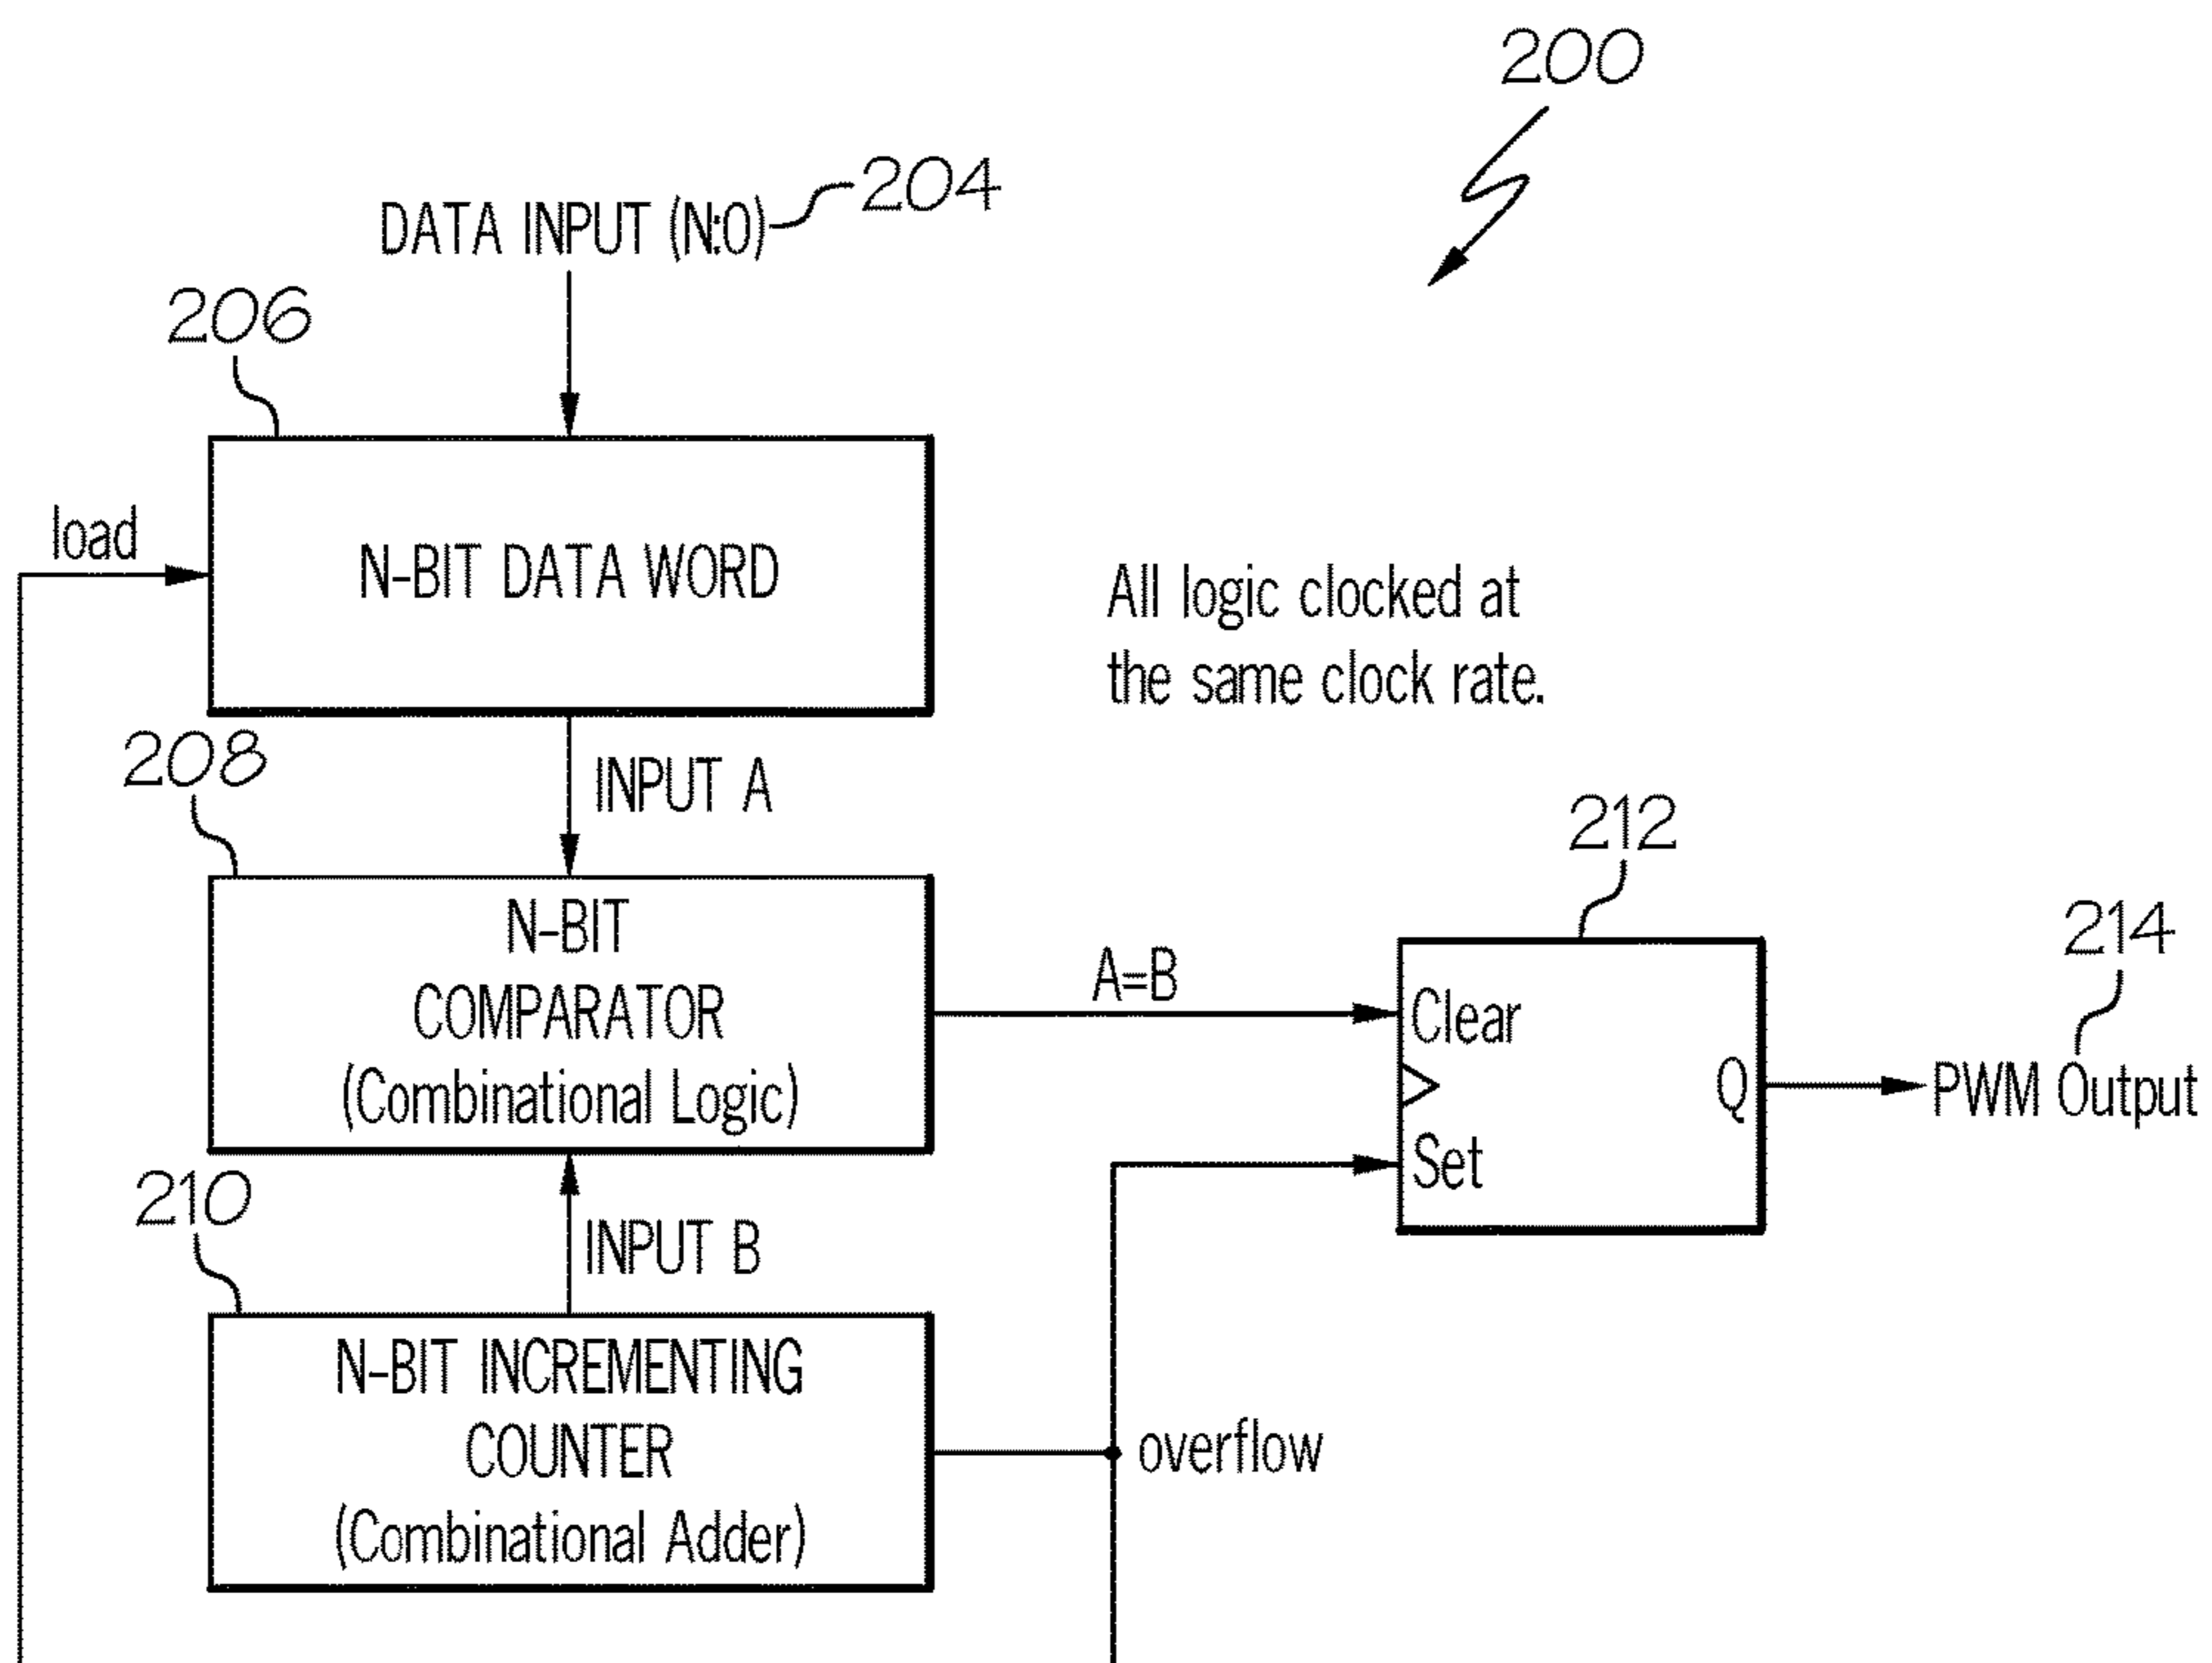 200
DATA INPUT (N:0)
204
206
load
N-BIT DATA WORD
All logic clocked at
the same clock rate.
208
INPUT A
212
214
N-BIT
COMPARATOR
(Combinational Logic)
A=B
Clear
Q
PWM Output
Set
210
INPUT B
N-BIT INCREMENTING
COUNTER
(Combinational Adder)
overflow